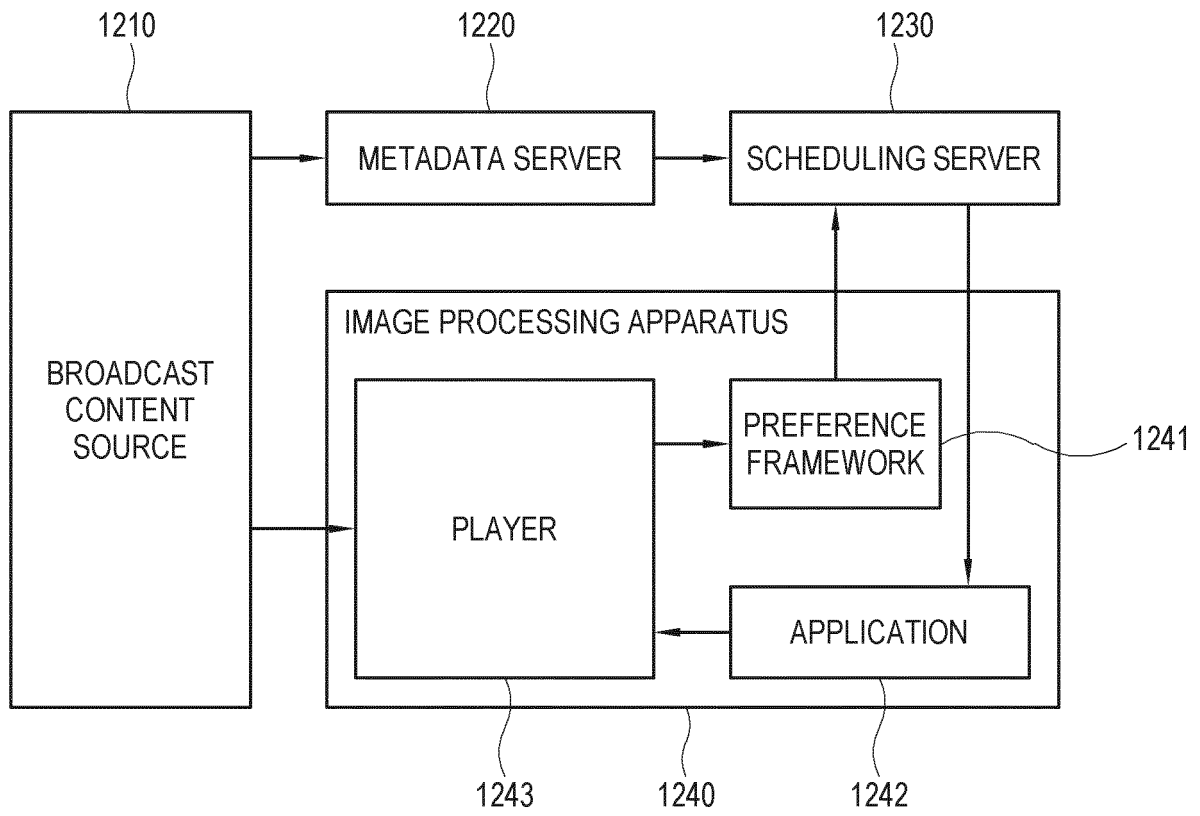 1210
1220
1230
METADATA SERVER
SCHEDULING SERVER
IMAGE PROCESSING APPARATUS
BROADCAST
CONTENT
SOURCE
PREFERENCE
FRAMEWORK
1241
PLAYER
APPLICATION
1243
1240
1242